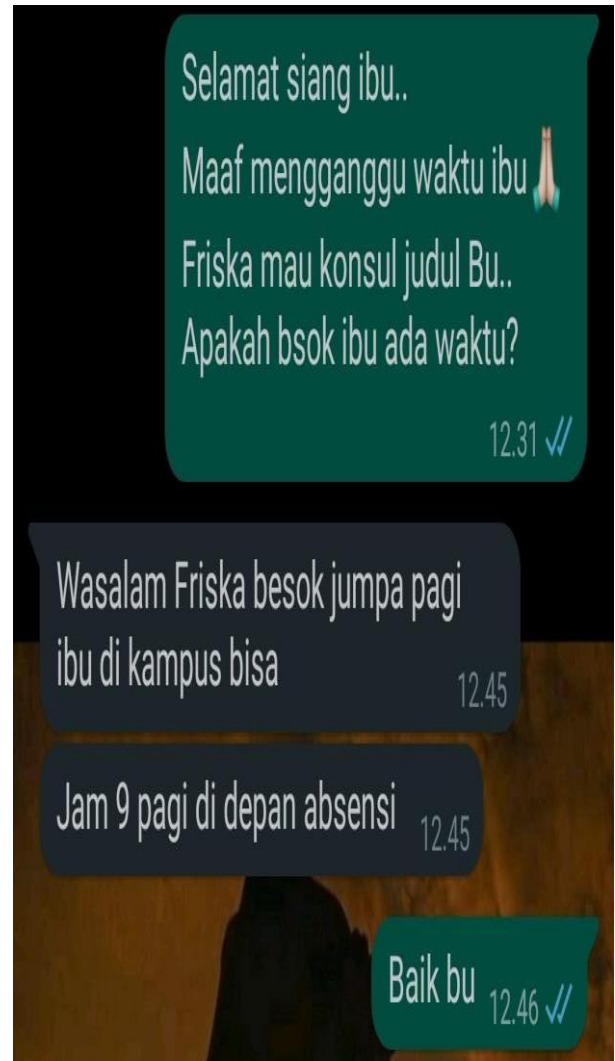 Selamat siang ibu..
Maaf mengganggu waktu ibu🙏🏻
Friska mau konsul judul Bu..
Apakah bsok ibu ada waktu?
12.31
Wasalam Friska besok jumpa pagi
ibu di kampus bisa
12.45
Jam 9 pagi di depan absensi 12.45
Baik bu 12.46